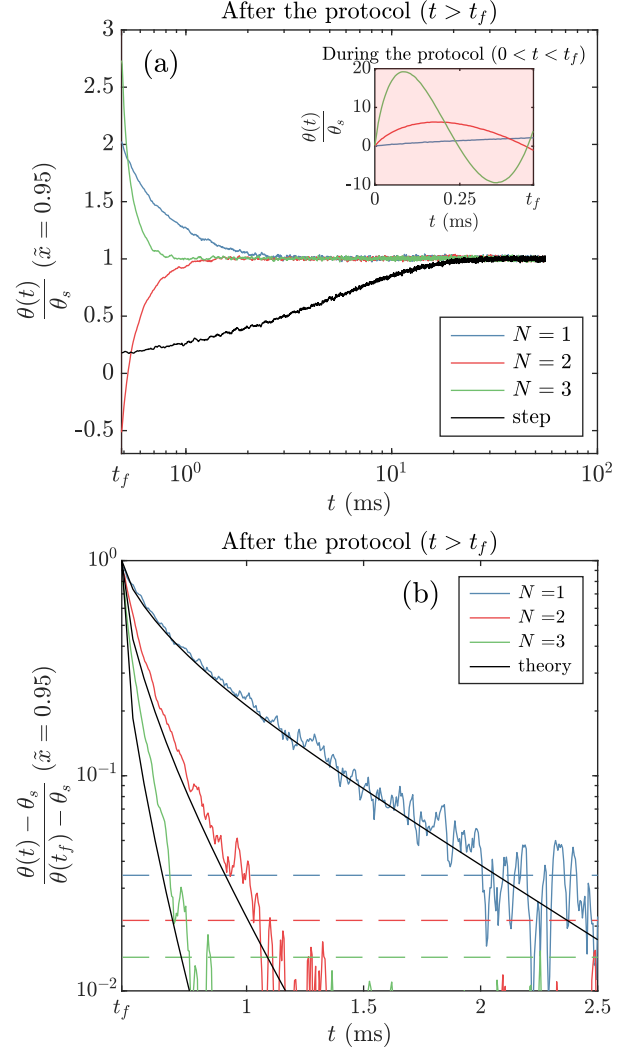 After the protocol (t > t_f)
(a)
3
2.5
2
1.5
1
0.5
0
-0.5
θ(t)/θ_s (x̃ = 0.95)
During the protocol (0 < t < t_f)
20
10
0
-10
θ(t)/θ_s
0
0.25
t_f
t (ms)
N = 1
N = 2
N = 3
step
t_f
10^0
10^1
10^2
t (ms)
After the protocol (t > t_f)
(b)
10^0
10^-1
10^-2
θ(t) − θ_s/θ(t_f) − θ_s (x̃ = 0.95)
N =1
N =2
N =3
theory
t_f
1
1.5
2
2.5
t (ms)